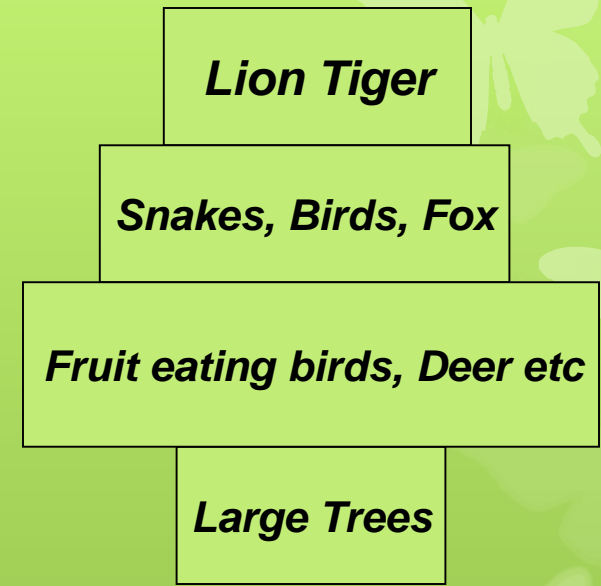 Lion Tiger
Snakes, Birds, Fox
Fruit eating birds, Deer etc
Large Trees